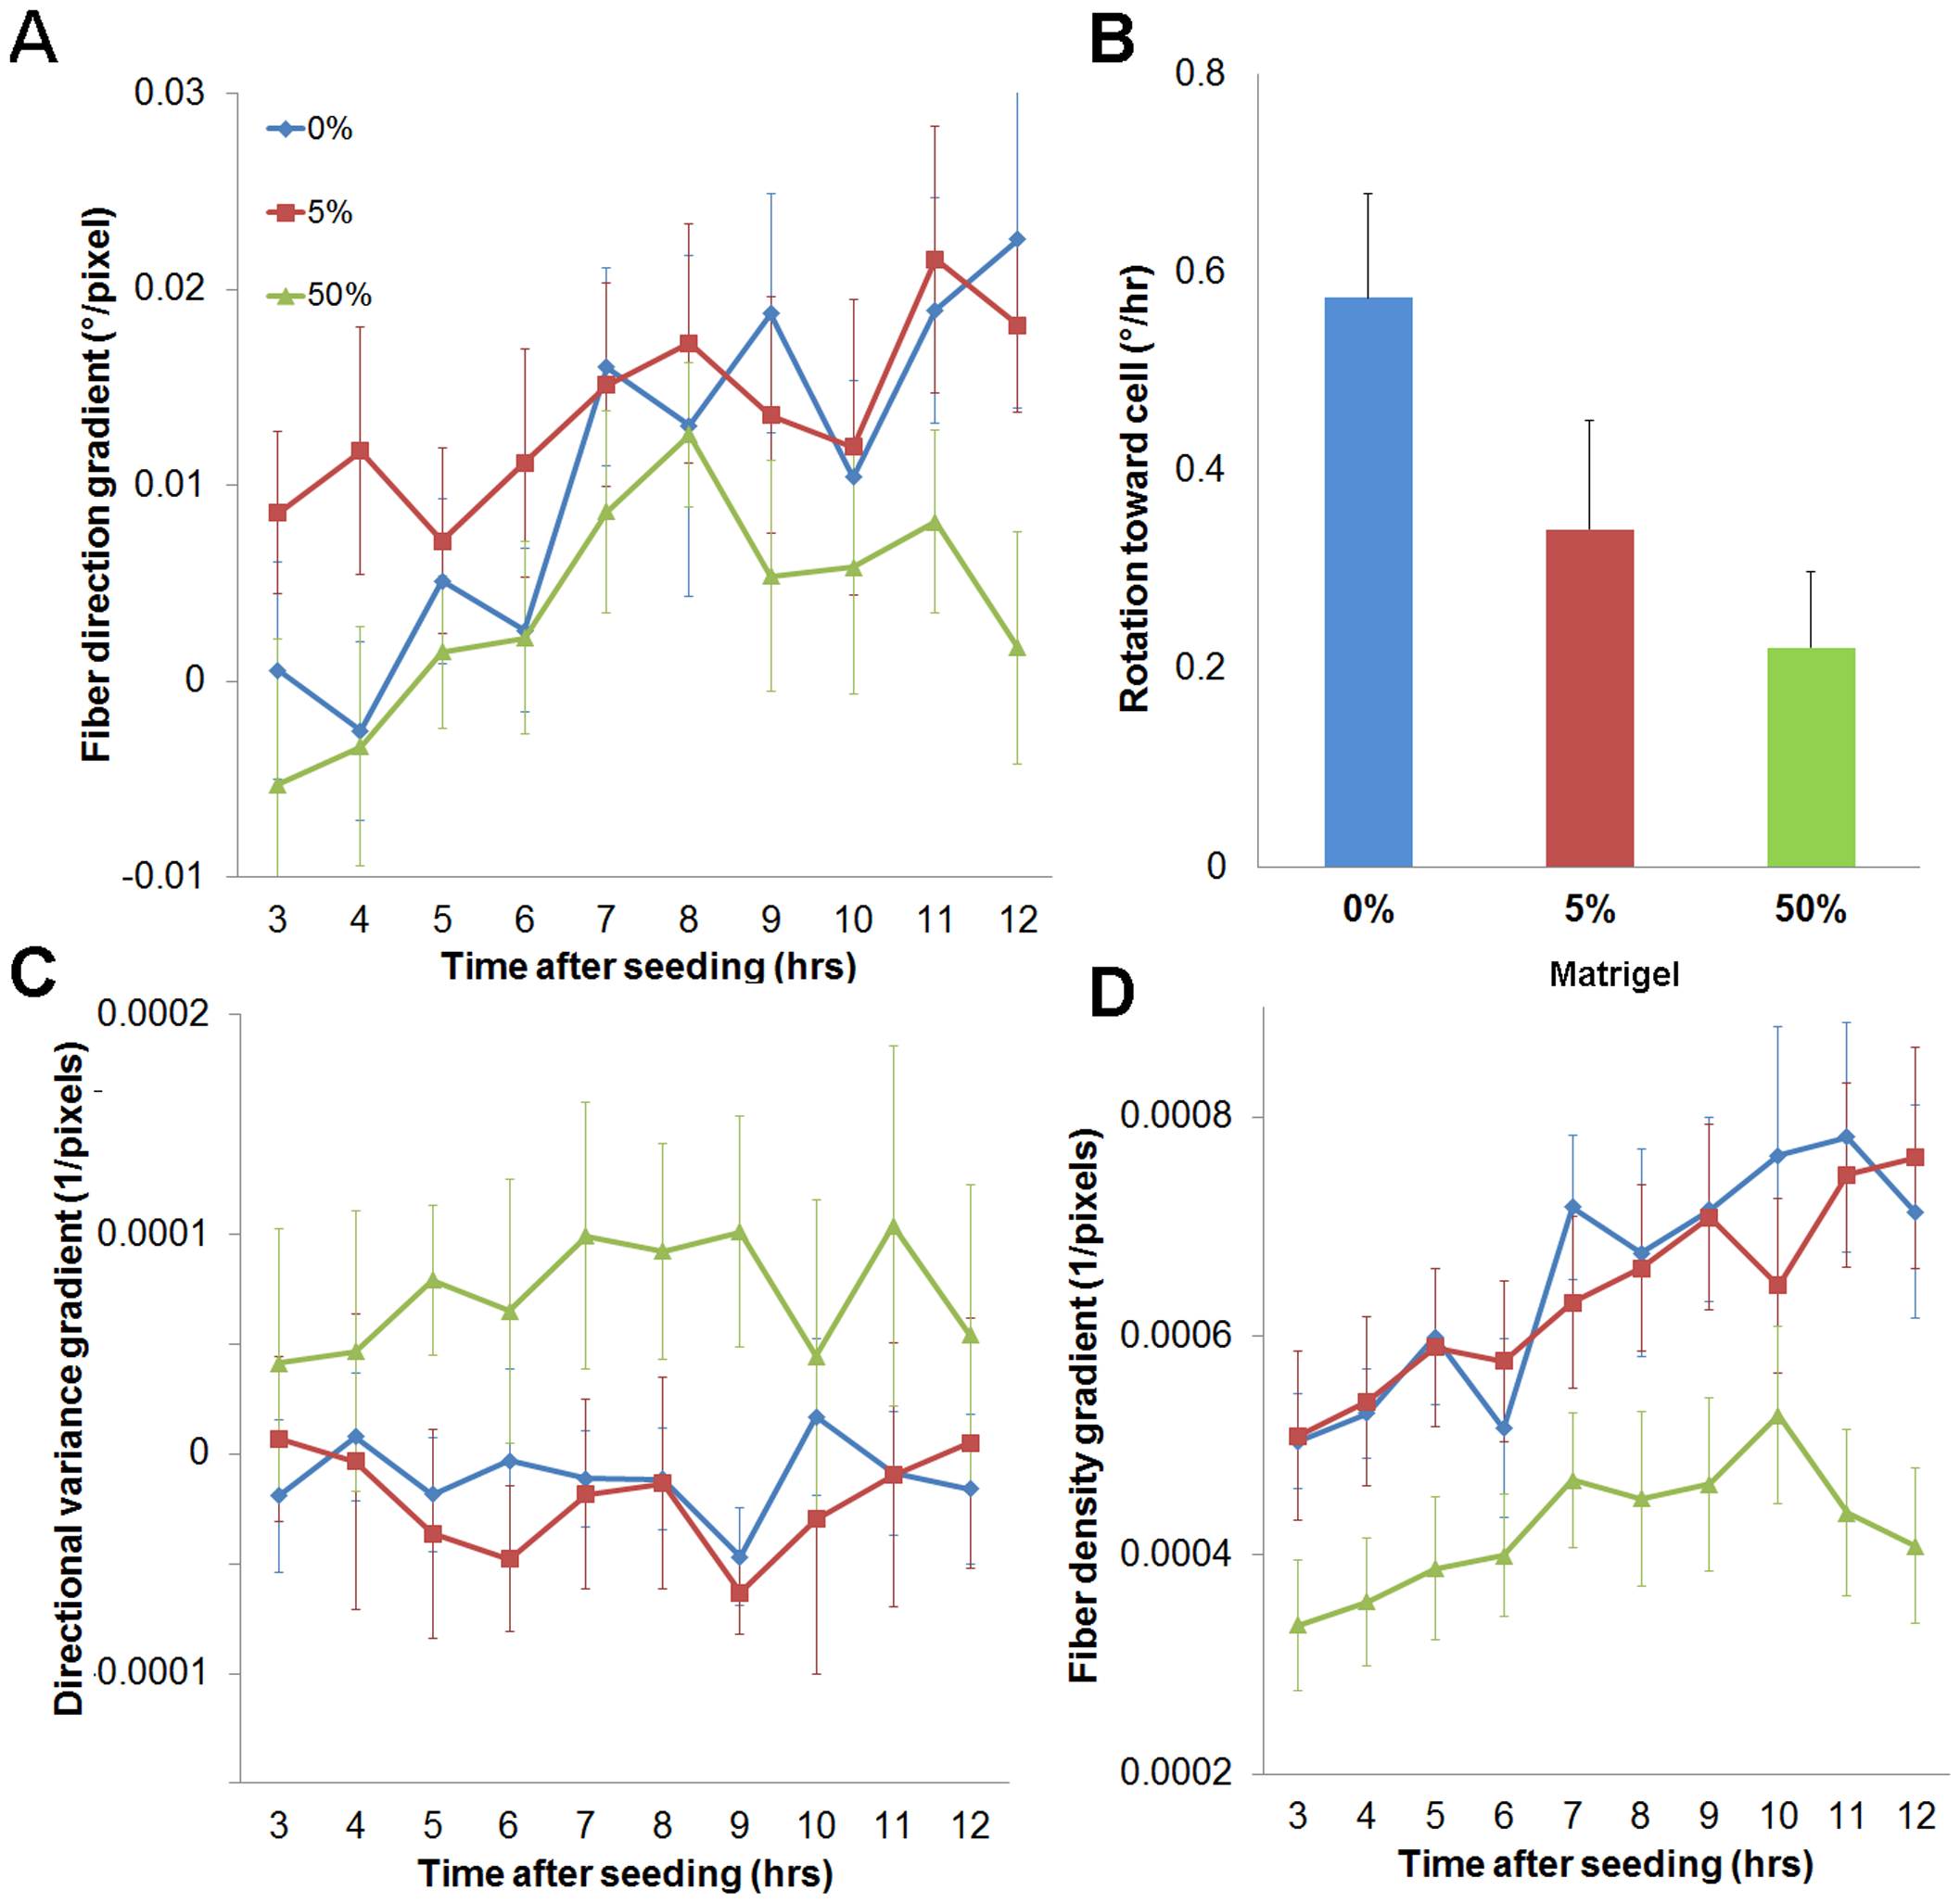 A
Fiber direction gradient (°/pixel)
0.03
0.02
0.01
0
-0.01
0%
5%
50%
3 4 5 6 7 8 9 10 11 12
Time after seeding (hrs)
B
Rotation toward cell (°/hr)
0.8
0.6
0.4
0.2
0
0% 5% 50%
Matrigel
C
Directional variance gradient (1/pixels)
0.0002
0.0001
0
-0.0001
3 4 5 6 7 8 9 10 11 12
Time after seeding (hrs)
D
Fiber density gradient (1/pixels)
0.0008
0.0006
0.0004
0.0002
3 4 5 6 7 8 9 10 11 12
Time after seeding (hrs)